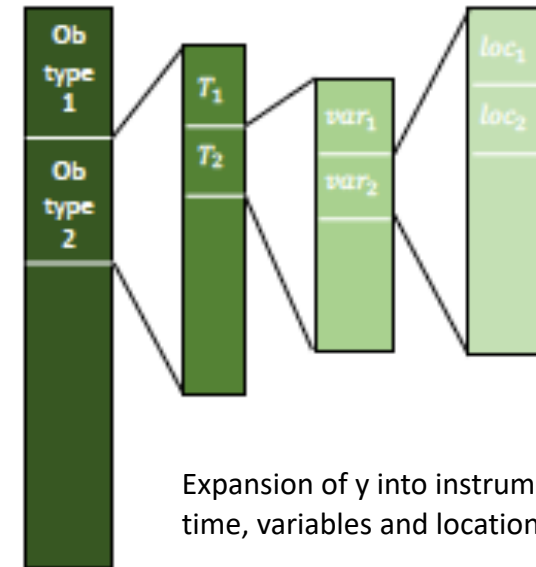 Ob
type
1
Ob
type
2
T₁
T₂
var₁
var₂
loc₁
loc₂
Expansion of y into instrum
time, variables and location